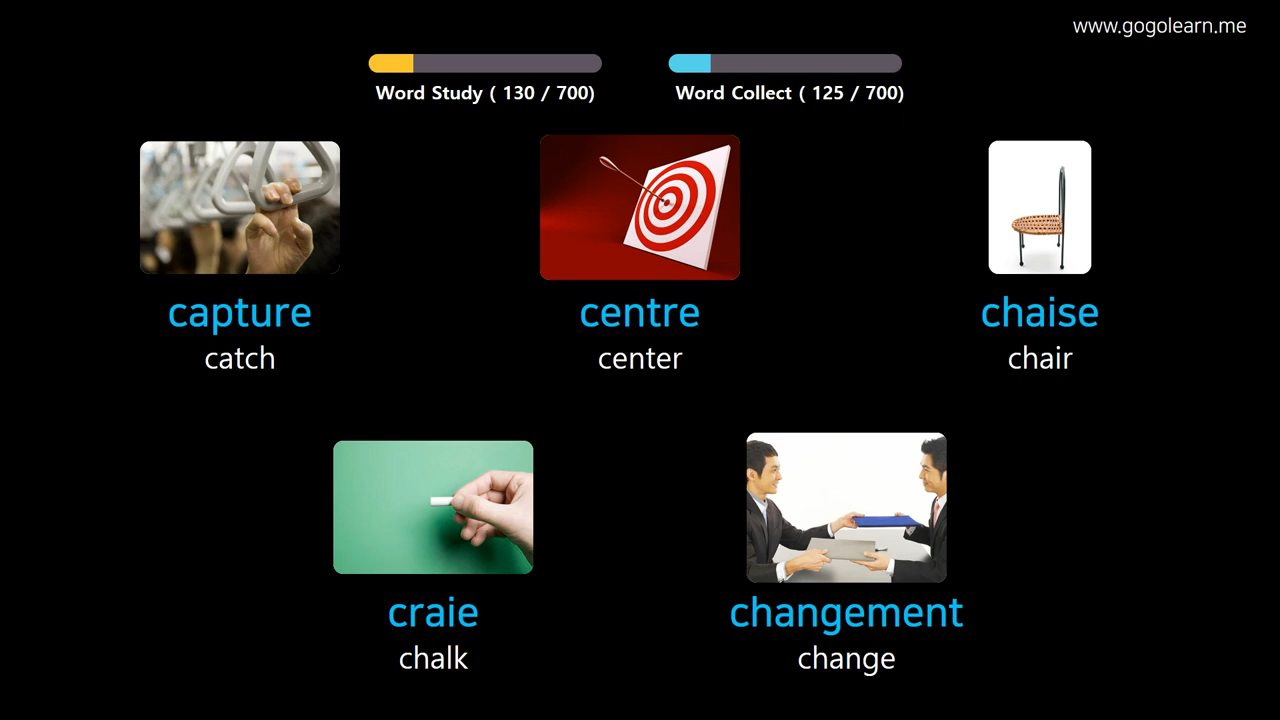 www.gogolearn.me
Word Study ( 130 / 700)
Word Collect ( 125 / 700)
capture
catch
centre
center
chaise
chair
craie
chalk
changement
change